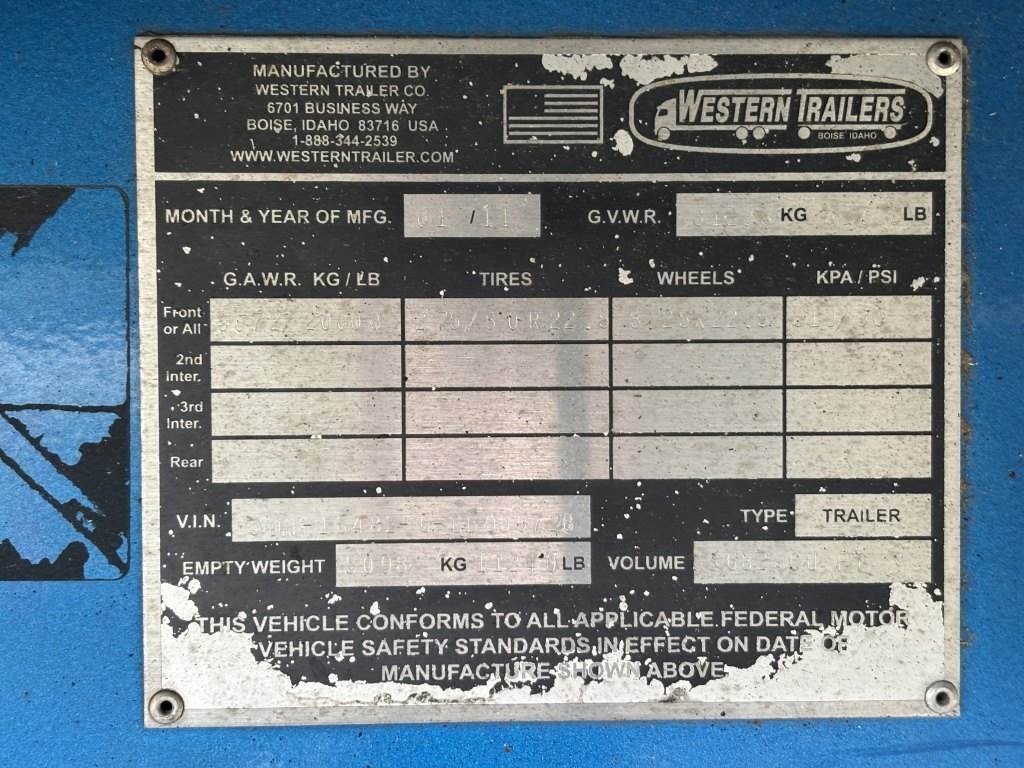 MANUFACTURED BY
WESTERN TRAILER CO.
6701 BUSINESS WAY
BOISE, IDAHO 83716 USA
1-888-344-2539
WWW.WESTERNTRAILER.COM
WESTERN TRAILERS
BOISE IDAHO
MONTH & YEAR OF MFG. 01 / 11 G.V.W.R. KG LB
G.A.W.R. KG / LB TIRES WHEELS KPA / PSI
Front
or All
2nd
Inter.
3rd
Inter.
Rear
V.I.N. TYPE TRAILER
EMPTY WEIGHT KG LB VOLUME
THIS VEHICLE CONFORMS TO ALL APPLICABLE FEDERAL MOTOR
VEHICLE SAFETY STANDARDS IN EFFECT ON DATE OF
MANUFACTURE SHOWN ABOVE